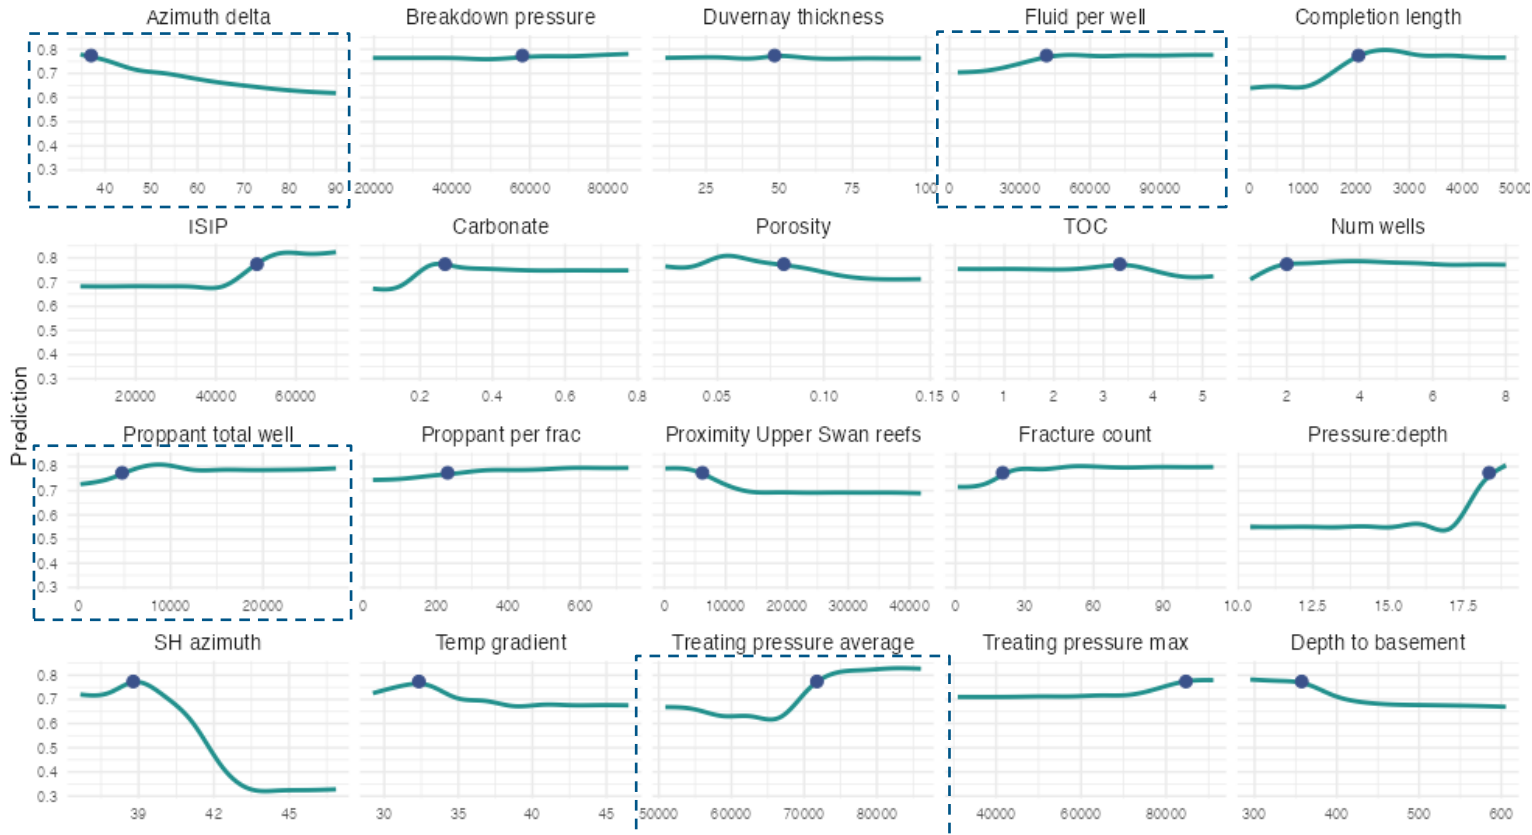 Azimuth delta Breakdown pressure Duvernay thickness Fluid per well Completion length
0.8
0.7
0.6
0.5
0.4
0.3
40 50 60 70 80 90 20000 40000 60000 80000 25 50 75 100 0 30000 60000 90000 0 1000 2000 3000 4000 5000
ISIP Carbonate Porosity TOC Num wells
0.8
0.7
0.6
0.5
0.4
0.3
20000 40000 60000 0.2 0.4 0.6 0.8 0.05 0.10 0.15 0 1 2 3 4 5 2 4 6 8
Prediction
Proppant total well Proppant per frac Proximity Upper Swan reefs Fracture count Pressure:depth
0.8
0.7
0.6
0.5
0.4
0.3
0 10000 20000 0 200 400 600 0 10000 20000 30000 40000 0 30 60 90 10.0 12.5 15.0 17.5
SH azimuth Temp gradient Treating pressure average Treating pressure max Depth to basement
0.8
0.7
0.6
0.5
0.4
0.3
39 42 45 30 35 40 45 50000 60000 70000 80000 40000 60000 80000 300 400 500 600